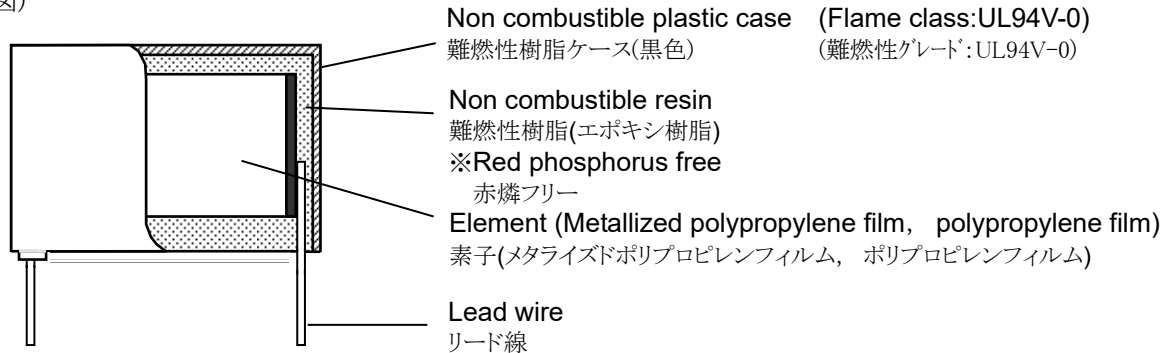 図)
Non combustible plastic case (Flame class:UL94V-0)
難燃性樹脂ケース(黒色) (難燃性グレード:UL94V-0)
Non combustible resin
難燃性樹脂(エポキシ樹脂)
※Red phosphorus free
赤燐フリー
Element (Metallized polypropylene film, polypropylene film)
素子(メタライズドポリプロピレンフィルム, ポリプロピレンフィルム)
Lead wire
リード線